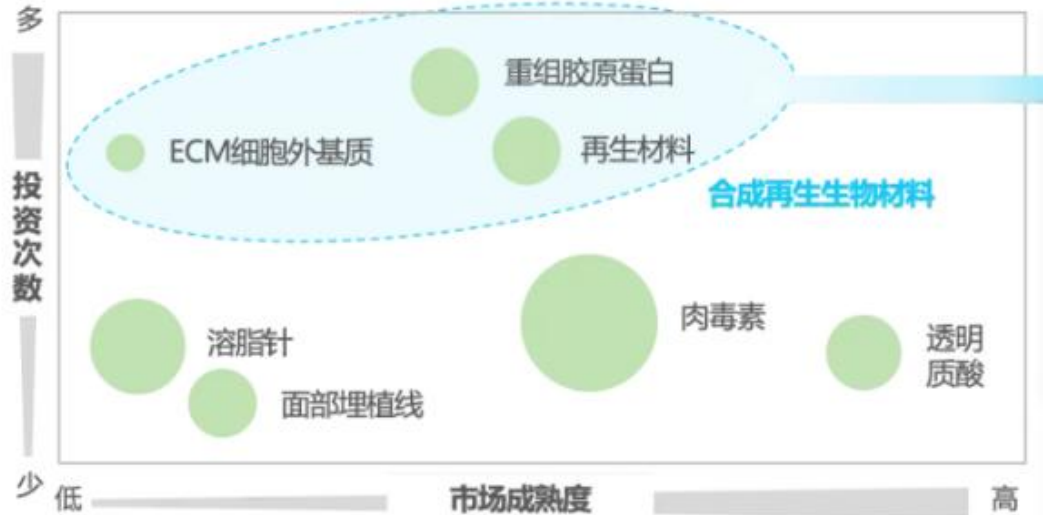 多
重组胶原蛋白
ECM细胞外基质
再生材料
合成再生生物材料
投资次数
肉毒素
溶脂针
透明
质酸
面部埋植线
少
低
市场成熟度
高